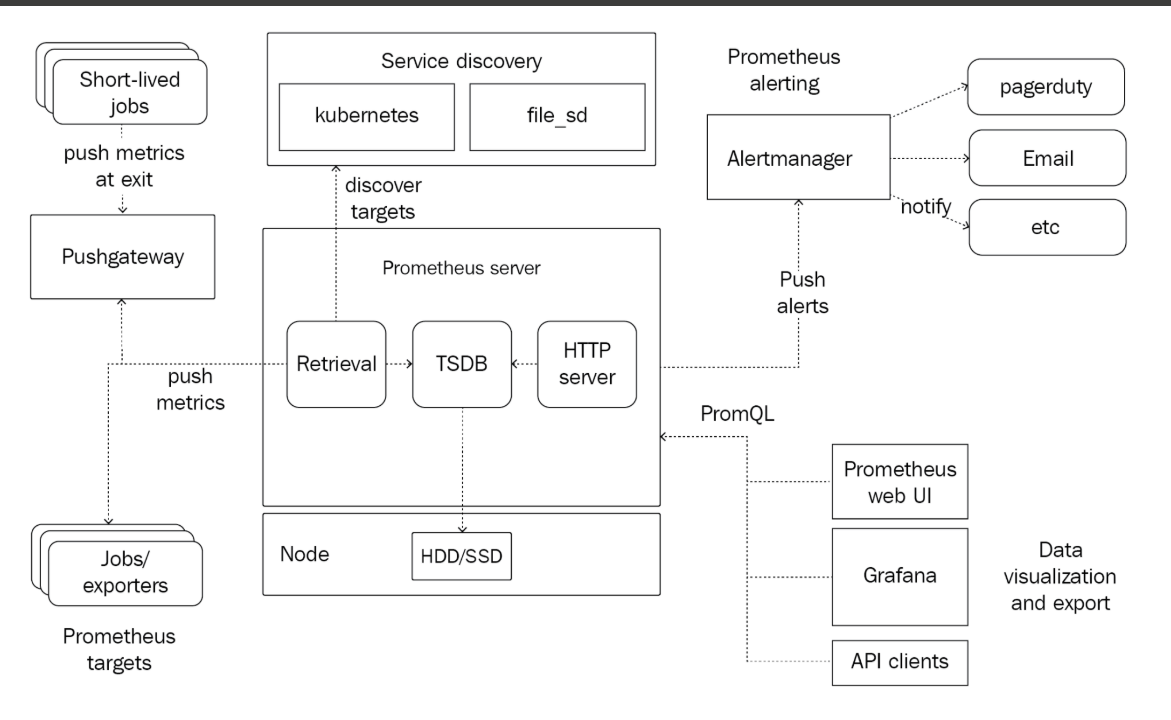 Short-lived
jobs
push metrics
at exit
Pushgateway
push
metrics
Jobs/
exporters
Prometheus
targets
Service discovery
kubernetes
file_sd
discover
targets
Prometheus server
Retrieval
TSDB
HTTP
server
Node
HDD/SSD
Prometheus
alerting
Alertmanager
pagerduty
Email
etc
notify
Push
alerts
PromQL
Prometheus
web UI
Grafana
API clients
Data
visualization
and export